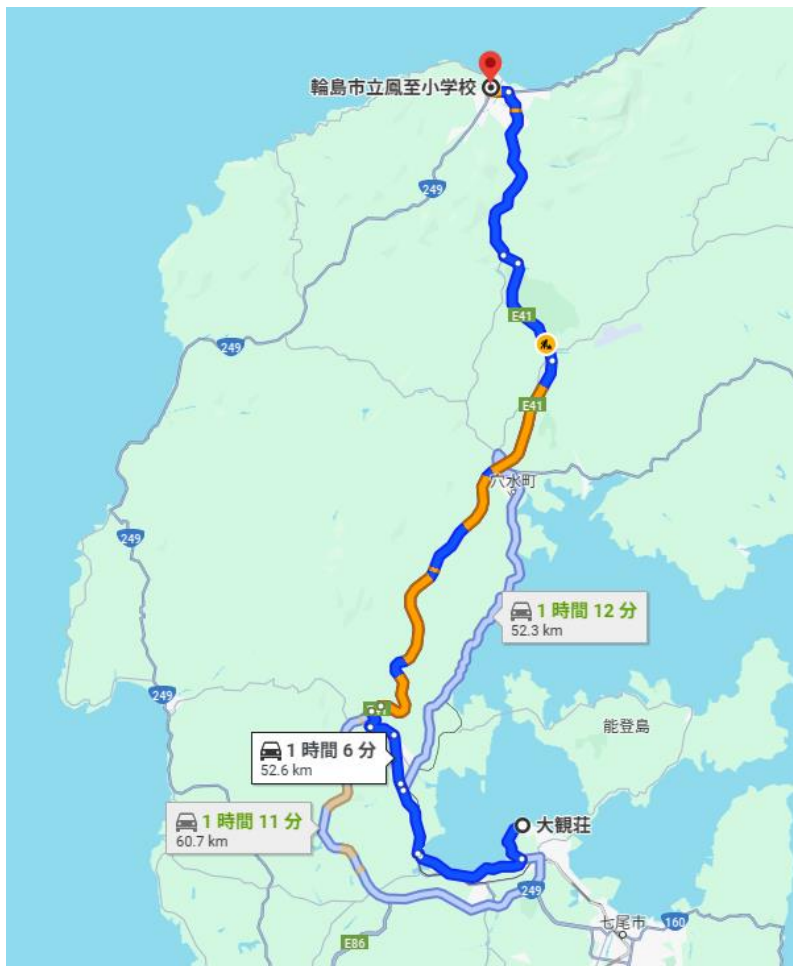 輪島市立鳳至小学校
249
E41
249
E41
穴水町
249
1 時間 12 分
52.3 km
249
能登島
1 時間 6 分
52.6 km
1 時間 11 分
60.7 km
大観荘
249
七尾市
160
E86